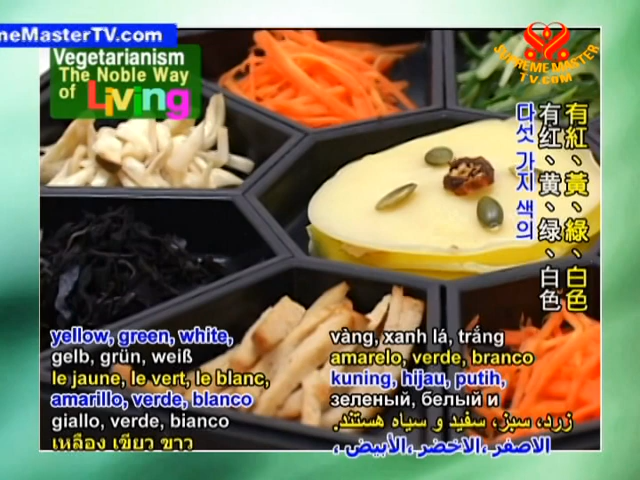 neMasterTV.com
Vegetarianism
The Noble Way
of Living
SUPREME MASTER
TV.COM
有紅、黃、綠、白色
有红、黄、绿、白色
다섯 가지 색의
yellow, green, white,
gelb, grün, weiß
le jaune, le vert, le blanc,
amarillo, verde, blanco
giallo, verde, bianco
เหลือง เขียว ขาว
vàng, xanh lá, trắng
amarelo, verde, branco
kuning, hijau, putih,
зеленый, белый и
زرد، سبز، سفید و سیاه هستند.
الاصفر ،الاخضر ،الأبيض ،